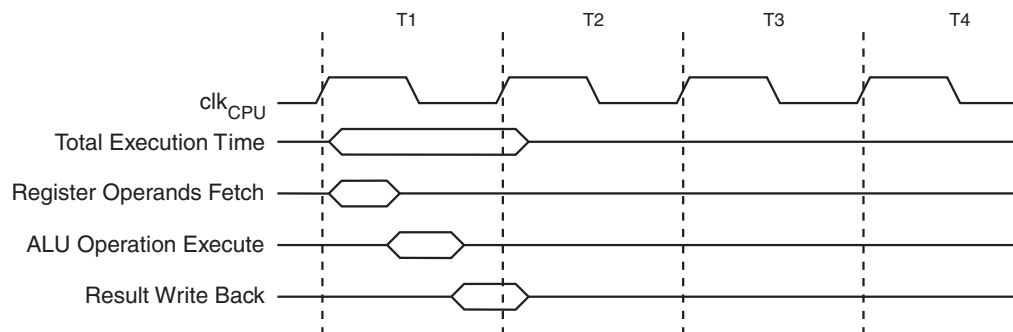 T1 T2 T3 T4
clkCPU
Total Execution Time
Register Operands Fetch
ALU Operation Execute
Result Write Back